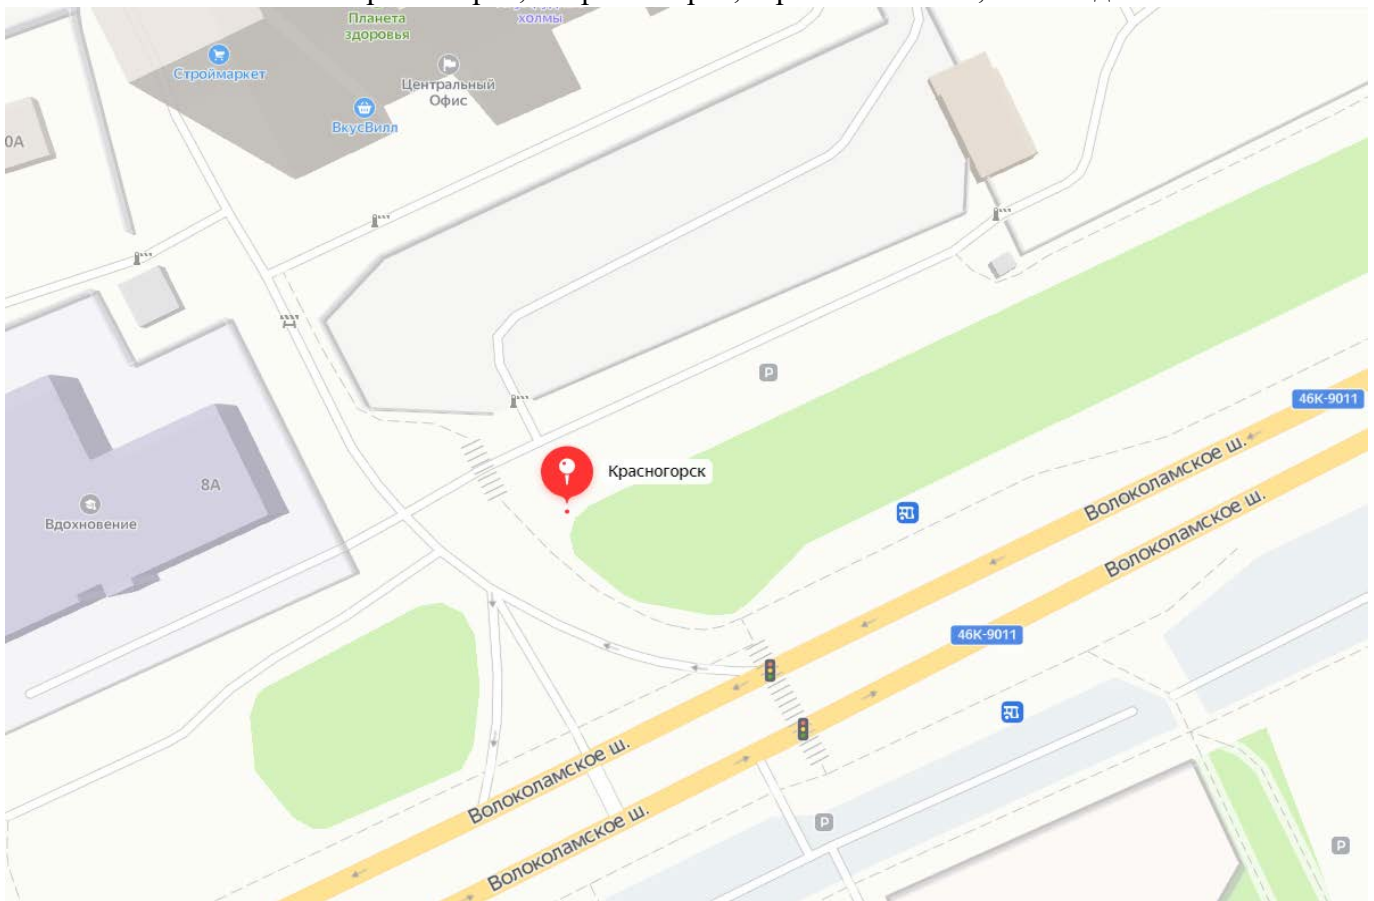 Планета
здоровья
холмы
Строймаркет
Центральный
Офис
ВкусВилл
0А
P
46К-9011
Красногорск
8А
Вдохновение
Волоколамское ш.
Волоколамское ш.
46К-9011
Волоколамское ш.
P
Волоколамское ш.
P